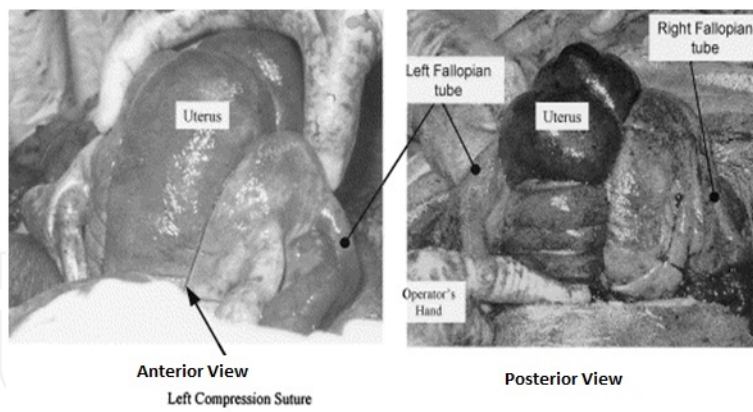 Uterus
Left Fallopian
tube
Right Fallopian
tube
Uterus
Operator's
Hand
Anterior View
Left Compression Suture
Posterior View